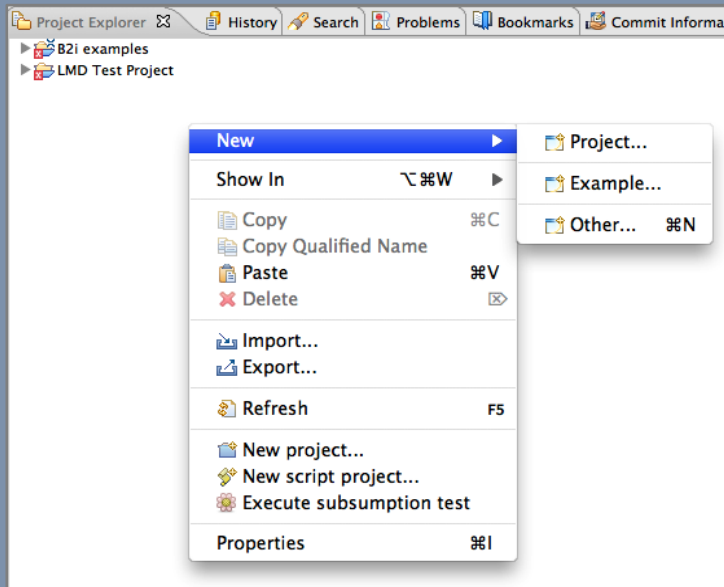 Project Explorer History Search Problems Bookmarks Commit Informa
B2i examples
LMD Test Project
New
Project...
Show In ⌥⌘W
Example...
Copy ⌘C
Other... ⌘N
Copy Qualified Name
Paste ⌘V
Delete ⌦
Import...
Export...
Refresh F5
New project...
New script project...
Execute subsumption test
Properties ⌘I